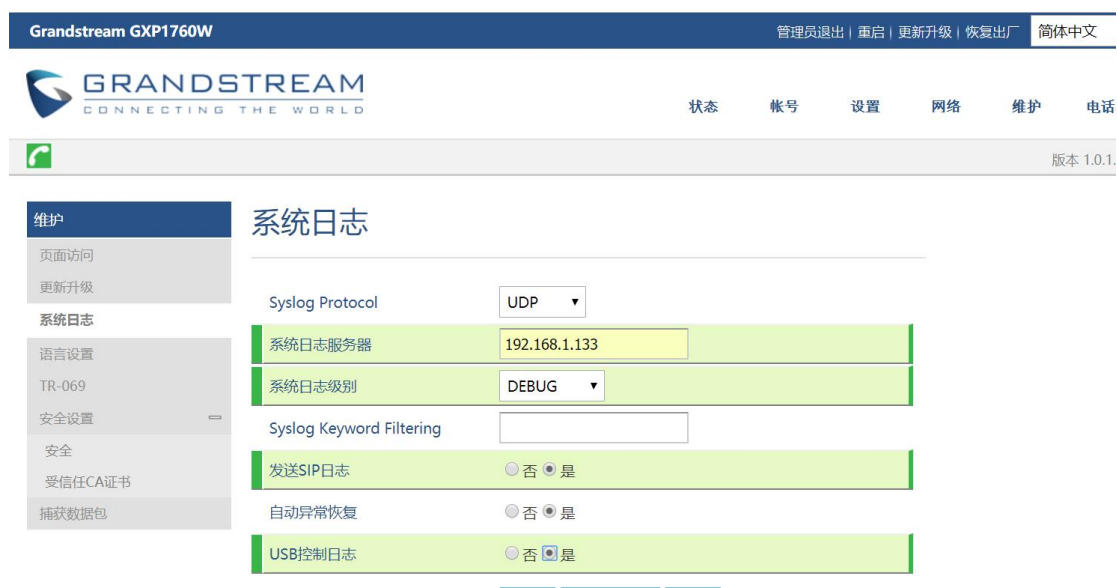 Grandstream GXP1760W
管理员退出 | 重启 | 更新升级 | 恢复出厂 简体中文
GRANDSTREAM
CONNECTING THE WORLD
状态 帐号 设置 网络 维护 电话
版本 1.0.1.
维护
页面访问
更新升级
系统日志
语言设置
TR-069
安全设置
安全
受信任CA证书
捕获数据包
系统日志
Syslog Protocol UDP
系统日志服务器 192.168.1.133
系统日志级别 DEBUG
Syslog Keyword Filtering
发送SIP日志 否 是
自动异常恢复 否 是
USB控制日志 否 是